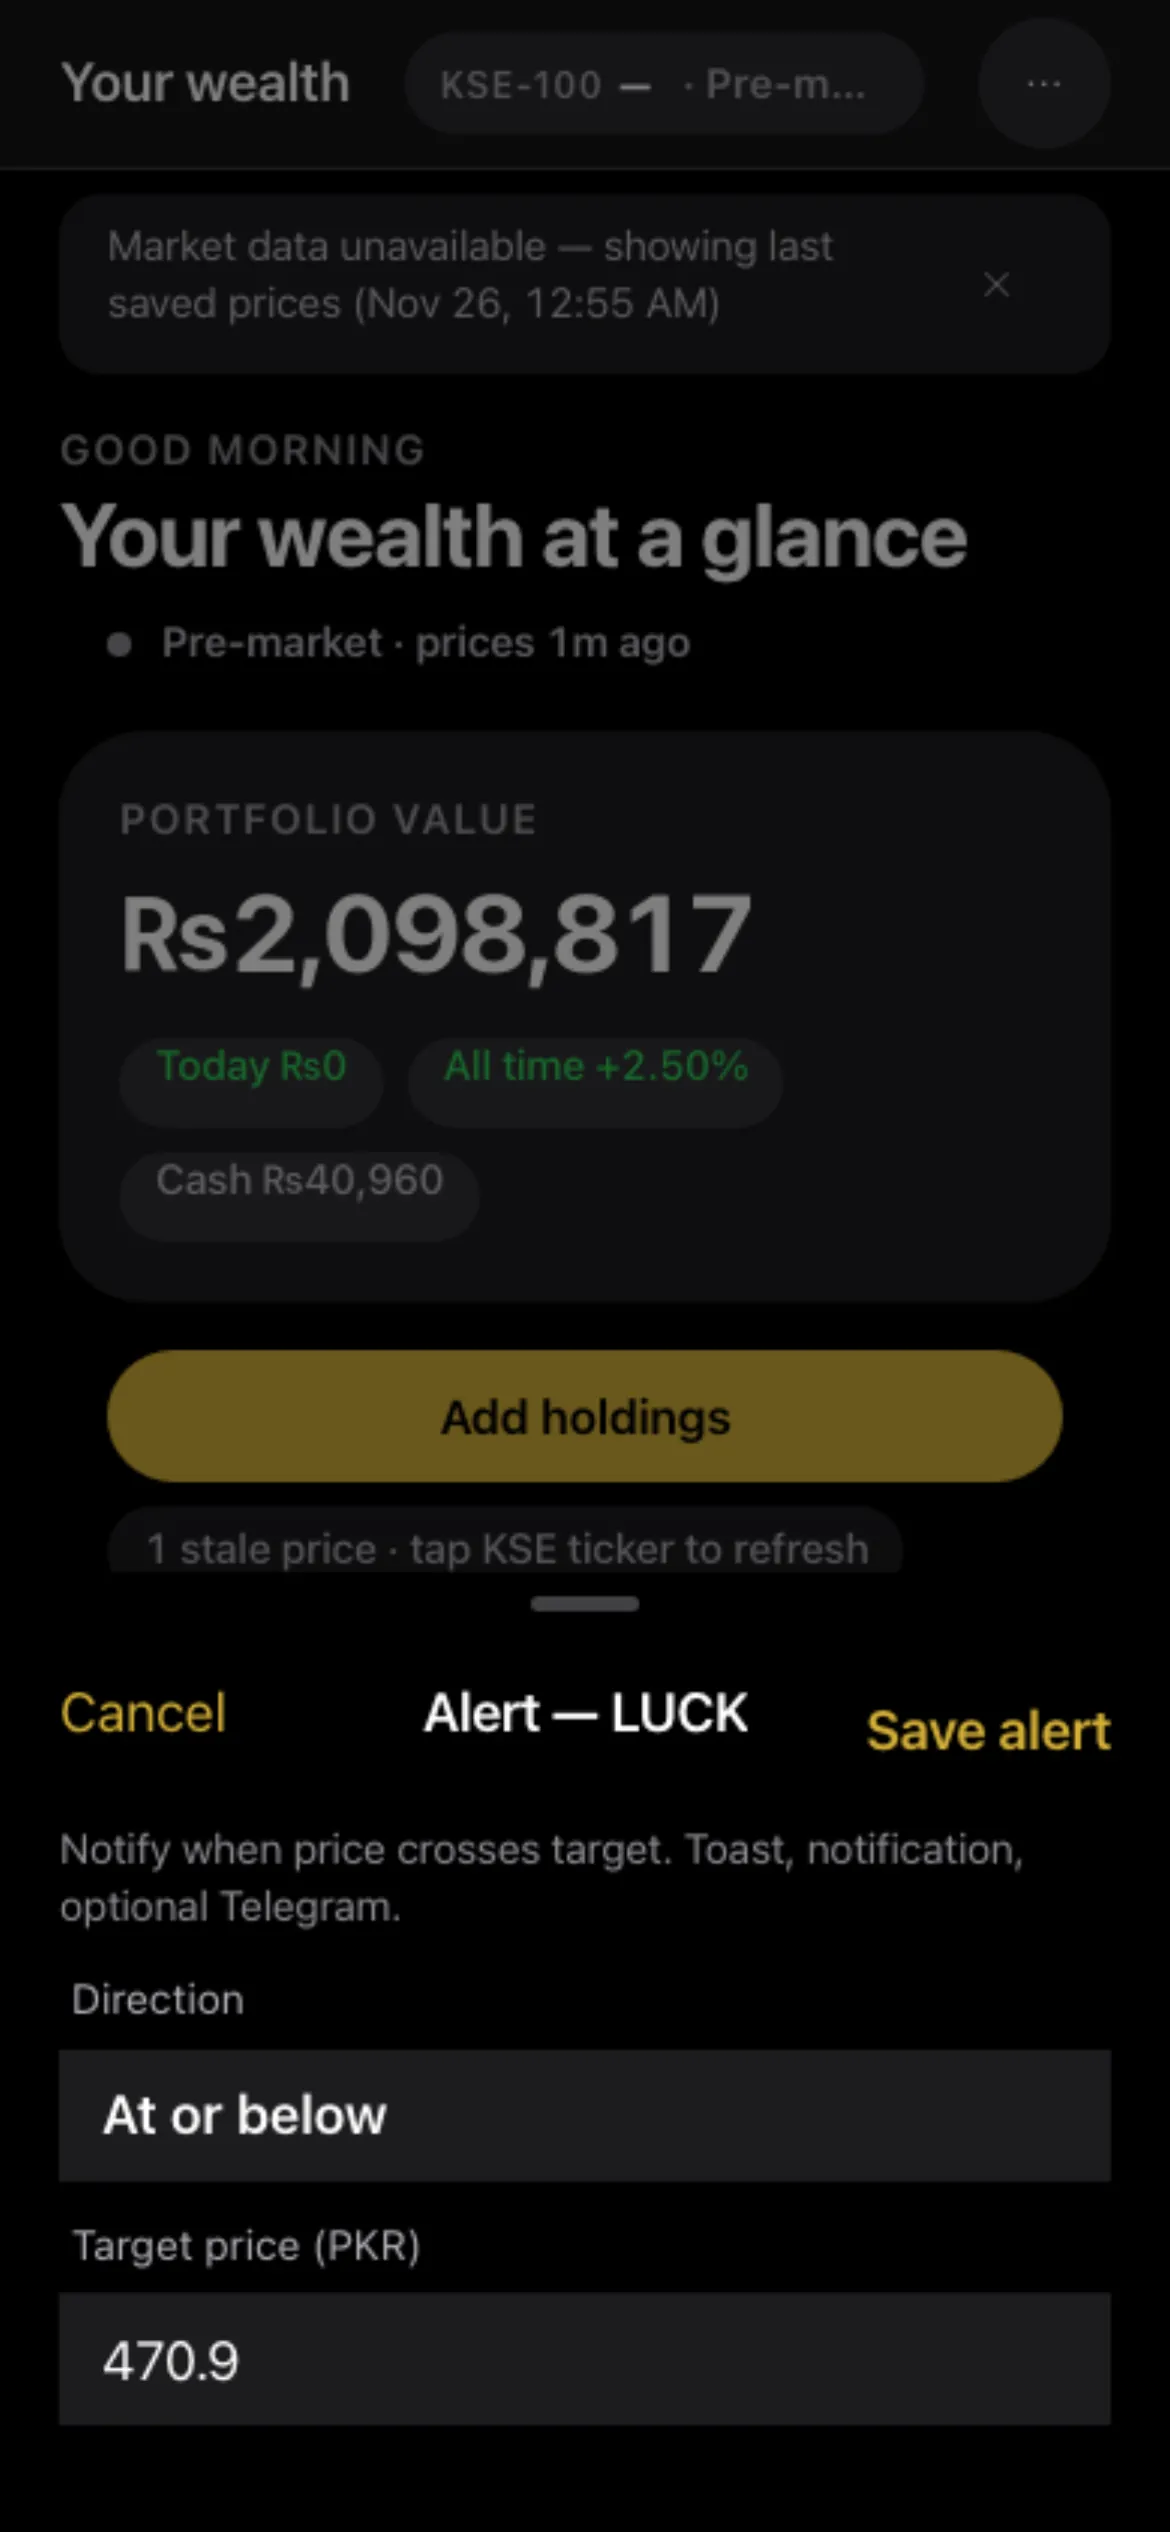 Your wealth
KSE-100 — · Pre-m...
...
Market data unavailable — showing last
saved prices (Nov 26, 12:55 AM)
×
GOOD MORNING
Your wealth at a glance
Pre-market · prices 1m ago
PORTFOLIO VALUE
Rs2,098,817
Today Rs0
All time +2.50%
Cash Rs40,960
Add holdings
1 stale price · tap KSE ticker to refresh
Cancel
Alert — LUCK
Save alert
Notify when price crosses target. Toast, notification,
optional Telegram.
Direction
At or below
Target price (PKR)
470.9